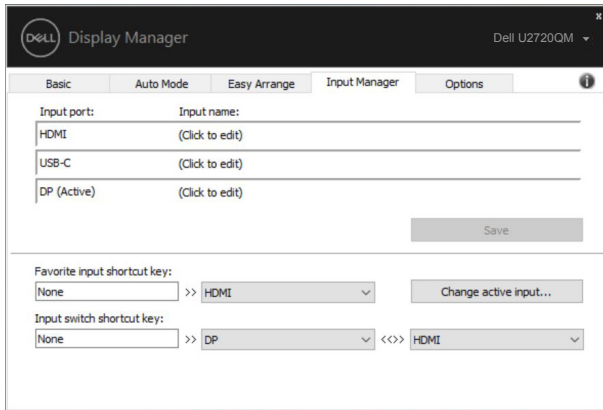 DELL Display Manager Dell U2720QM
x
Basic Auto Mode Easy Arrange Input Manager Options i
Input port: Input name:
HDMI (Click to edit)
USB-C (Click to edit)
DP (Active) (Click to edit)
Save
Favorite input shortcut key:
None >> HDMI Change active input...
Input switch shortcut key:
None >> DP <<>> HDMI